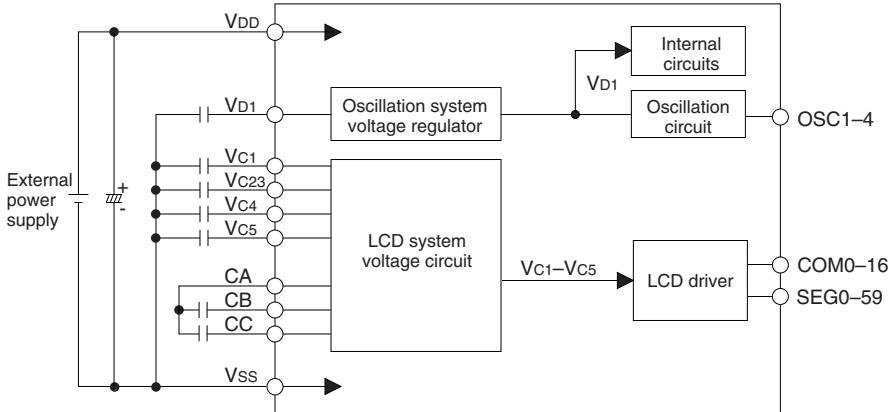 VDD
Internal
circuits
VD1
VD1
Oscillation system
voltage regulator
Oscillation
circuit
OSC1–4
VC1
External
power
supply
+
-
VC23
VC4
VC5
LCD system
voltage circuit
CA
CB
CC
VC1–VC5
LCD driver
COM0–16
SEG0–59
VSS